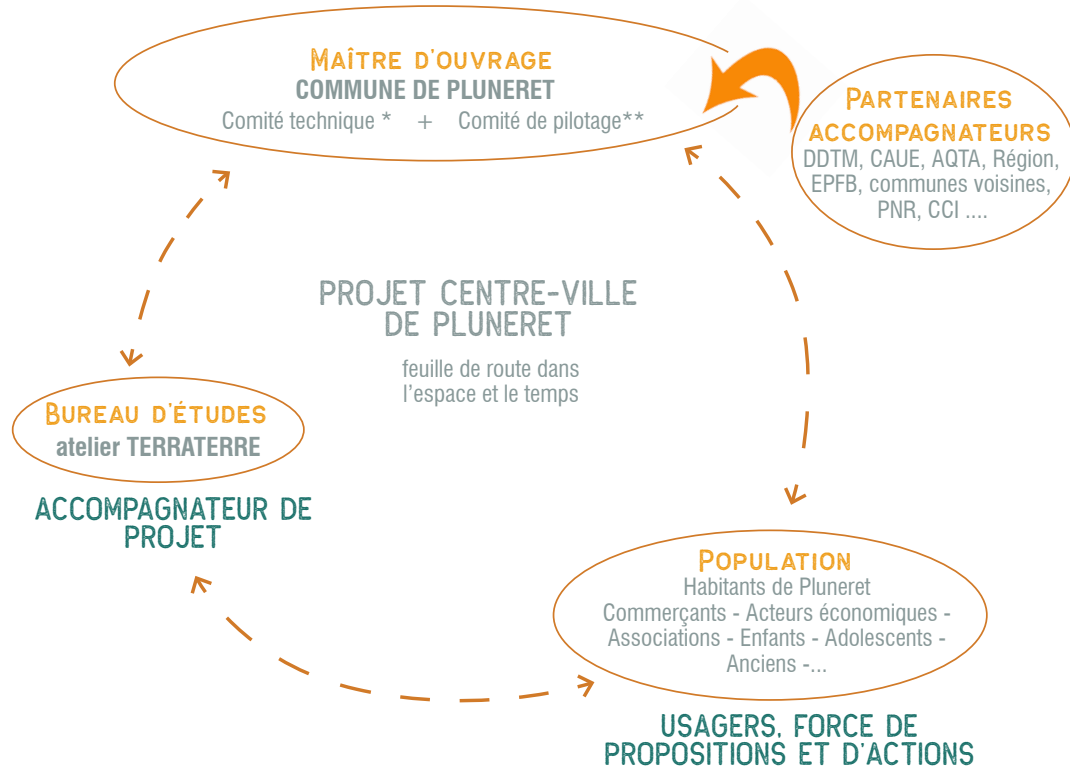 MAÎTRE D'OUVRAGE
COMMUNE DE PLUNERET
Comité technique * + Comité de pilotage**
PARTENAIRES
ACCOMPAGNATEURS
DDTM, CAUE, AQTA, Région,
EPFB, communes voisines,
PNR, CCI ....
PROJET CENTRE-VILLE
DE PLUNERET
feuille de route dans
l'espace et le temps
BUREAU D'ÉTUDES
atelier TERRATERRE
ACCOMPAGNATEUR DE
PROJET
POPULATION
Habitants de Pluneret
Commerçants - Acteurs économiques -
Associations - Enfants - Adolescents -
Anciens -...
USAGERS, FORCE DE
PROPOSITIONS ET D'ACTIONS